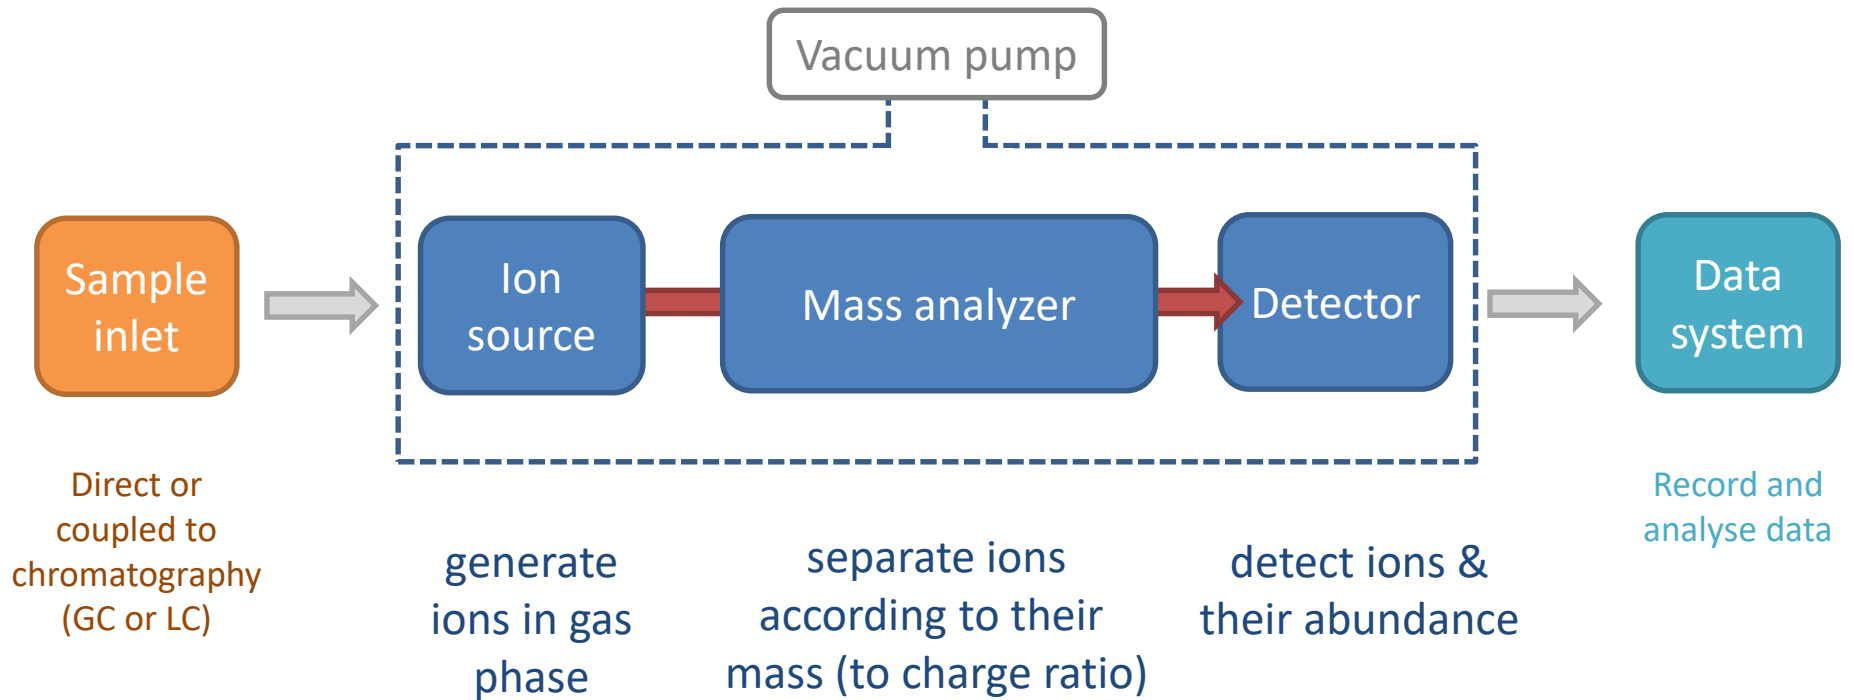 Vacuum pump
Sample
inlet
Ion
source
Mass analyzer
Detector
Data
system
Direct or
coupled to
chromatography
(GC or LC)
generate
ions in gas
phase
separate ions
according to their
mass (to charge ratio)
detect ions &
their abundance
Record and
analyse data